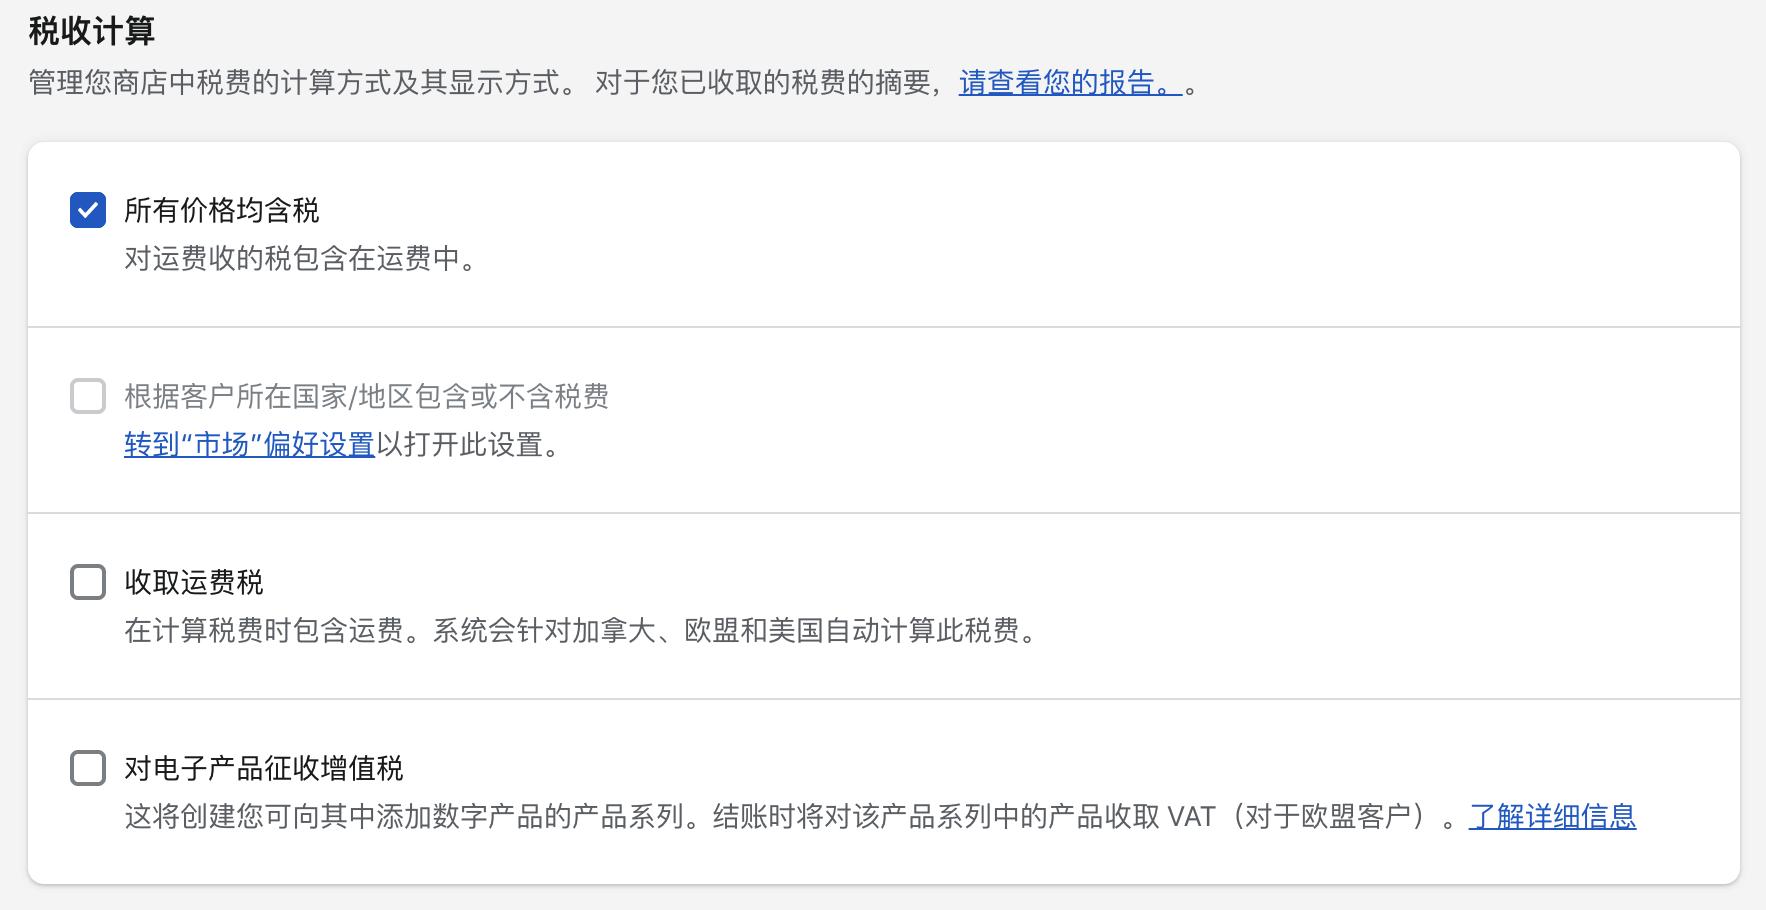 税收计算
管理您商店中税费的计算方式及其显示方式。 对于您已收取的税费的摘要，请查看您的报告。。
所有价格均含税
对运费收的税包含在运费中。
根据客户所在国家/地区包含或不含税费
转到“市场”偏好设置以打开此设置。
收取运费税
在计算税费时包含运费。系统会针对加拿大、欧盟和美国自动计算此税费。
对电子产品征收增值税
这将创建您可向其中添加数字产品的产品系列。结账时将对该产品系列中的产品收取 VAT（对于欧盟客户）。了解详细信息